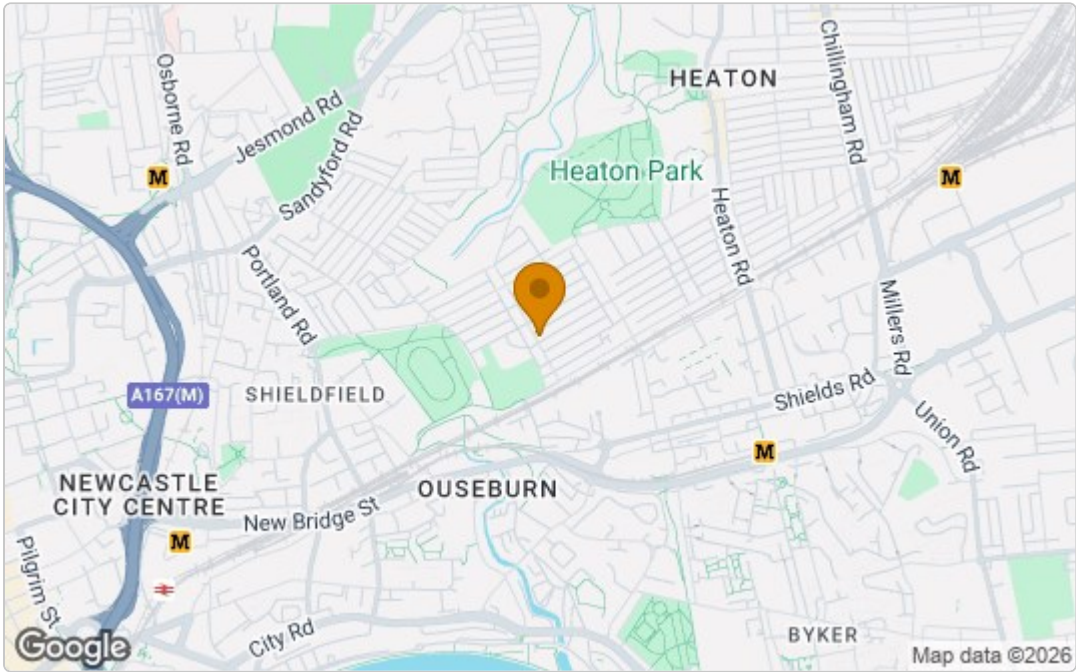 Osborne Rd
Jesmond Rd
Sandyford Rd
HEATON
Chillingham Rd
M
Heaton Park
M
Heaton Rd
Portland Rd
Millers Rd
A167(M)
SHIELDFIELD
Shields Rd
Union Rd
M
NEWCASTLE
CITY CENTRE
OUSEBURN
New Bridge St
M
Pilgrim St
City Rd
BYKER
Google
Map data ©2026